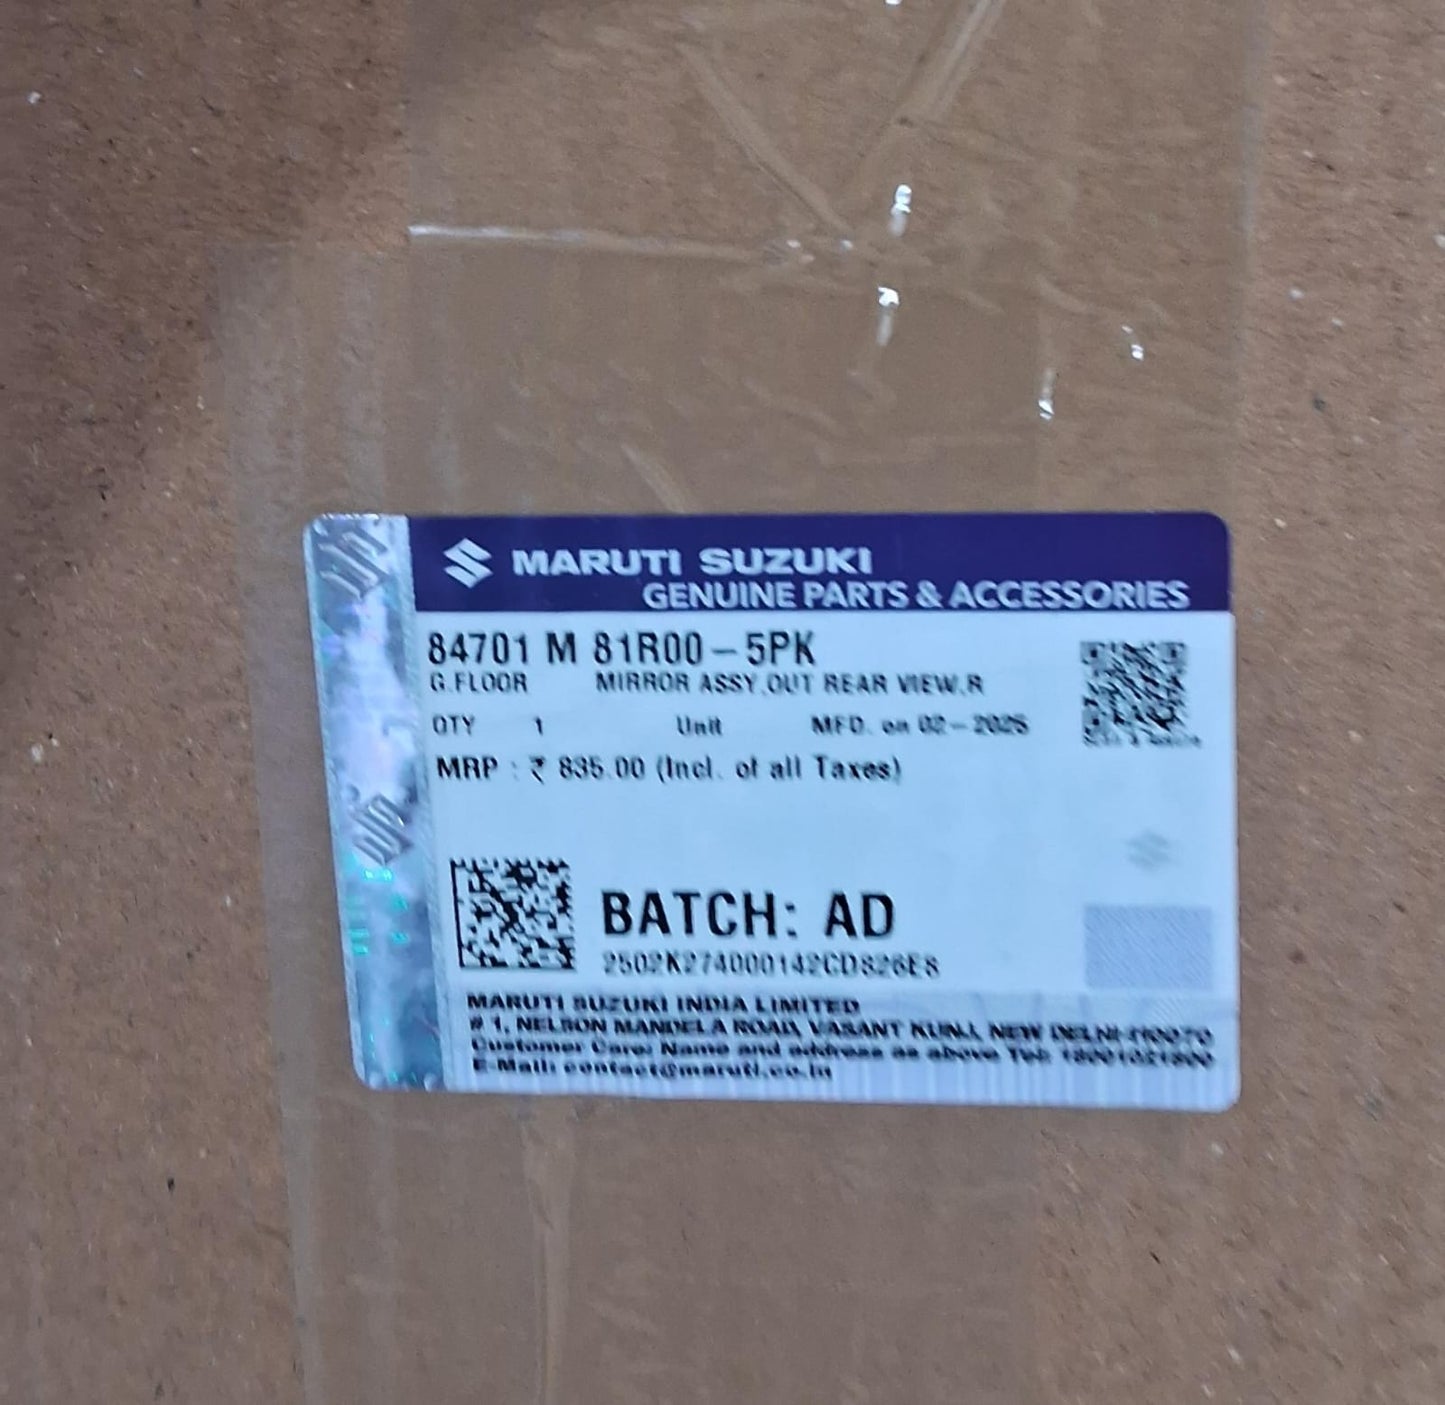 MARUTI SUZUKI
GENUINE PARTS & ACCESSORIES
84701 M 81R00-5PK
G.FLOOR MIRROR ASSY,OUT REAR VIEW,R
QTY 1 Unit MFD. on 02-2025
MRP : ₹ 835.00 (Incl. of all Taxes)
BATCH: AD
2502K274000142CD826E8
MARUTI SUZUKI INDIA LIMITED
# 1, NELSON MANDELA ROAD, VASANT KUNJ, NEW DELHI-110070
Customer Care: Name and address as above Tel: 18001021800
E-Mail: contact@maruti.co.in